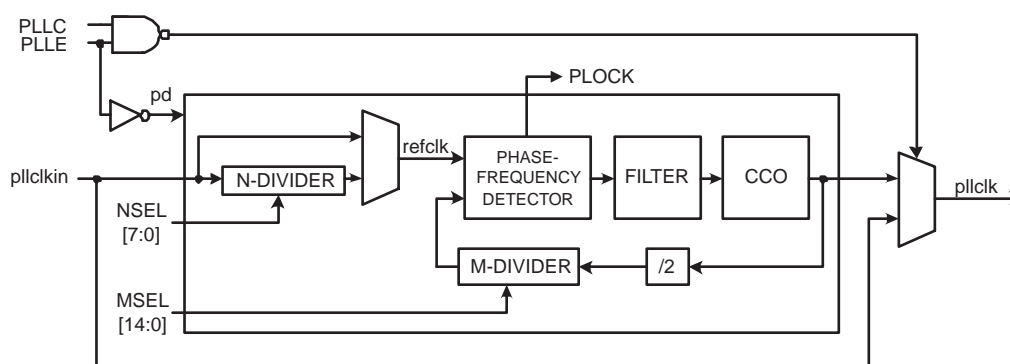 PLLC
PLLE
pd
PLOCK
pllclkin
refclk
N-DIVIDER
NSEL
[7:0]
PHASE-
FREQUENCY
DETECTOR
FILTER
CCO
pllclk
M-DIVIDER
/2
MSEL
[14:0]